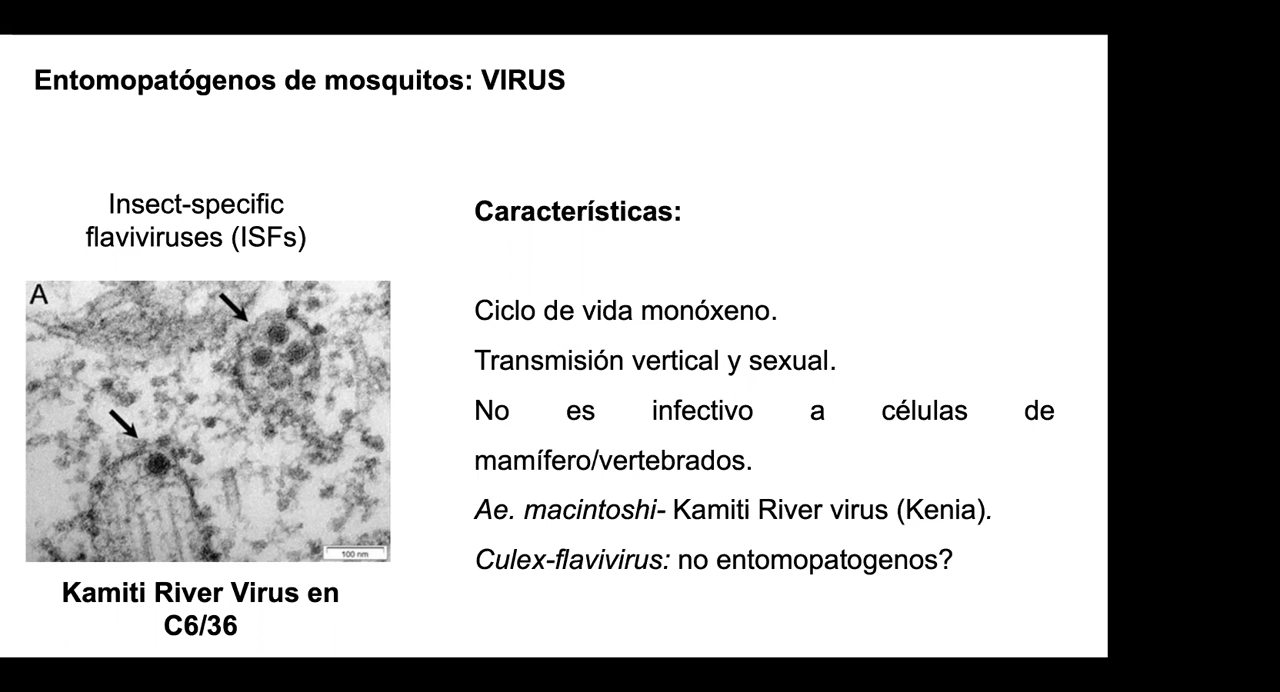 Entomopatógenos de mosquitos: VIRUS
Insect-specific
flaviviruses (ISFs)
A
100 nm
Kamiti River Virus en
C6/36
Características:
Ciclo de vida monóxeno.
Transmisión vertical y sexual.
No es infectivo a células de
mamífero/vertebrados.
Ae. macintoshi- Kamiti River virus (Kenia).
Culex-flavivirus: no entomopatogenos?